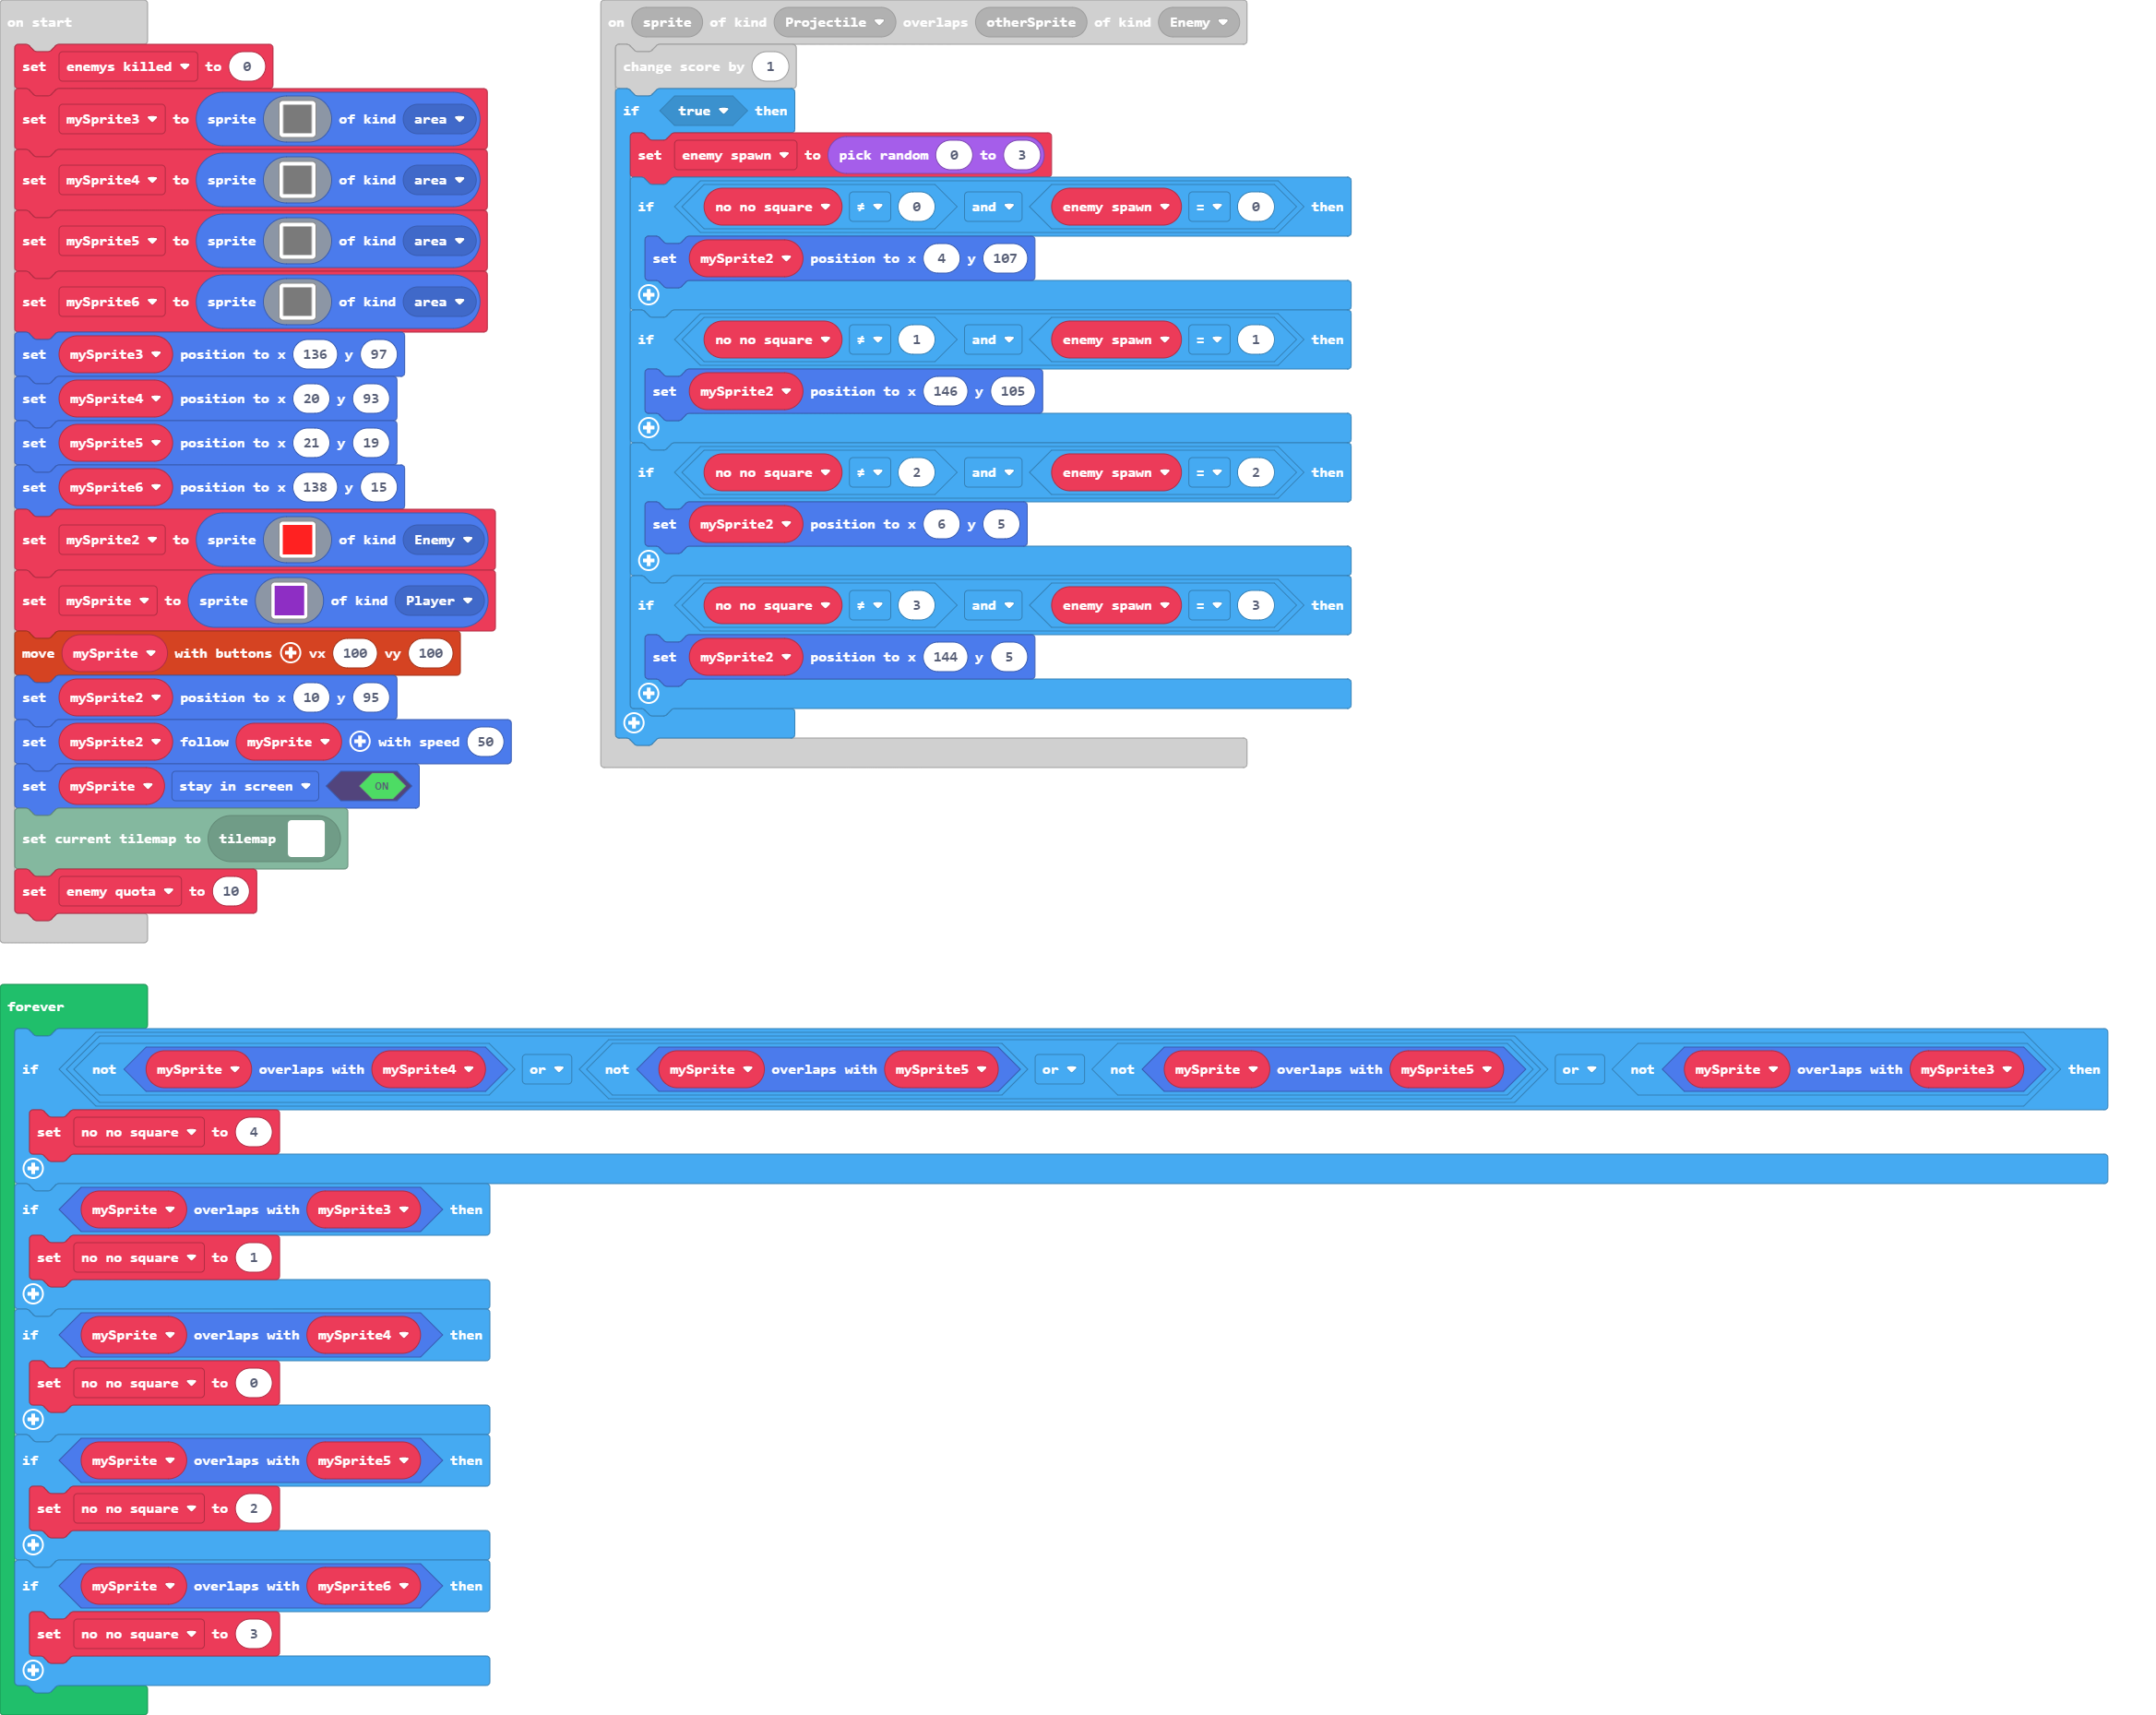 on start
set enemys killed to 0
set mySprite3 to sprite of kind area
set mySprite4 to sprite of kind area
set mySprite5 to sprite of kind area
set mySprite6 to sprite of kind area
set mySprite3 position to x 136 y 97
set mySprite4 position to x 20 y 93
set mySprite5 position to x 21 y 19
set mySprite6 position to x 138 y 15
set mySprite2 to sprite of kind Enemy
set mySprite to sprite of kind Player
move mySprite with buttons vx 100 vy 100
set mySprite2 position to x 10 y 95
set mySprite2 follow mySprite with speed 50
set mySprite stay in screen ON
set current tilemap to tilemap
set enemy quota to 10
on sprite of kind Projectile overlaps otherSprite of kind Enemy
change score by 1
if true then
set enemy spawn to pick random 0 to 3
if no no square ≠ 0 and enemy spawn = 0 then
set mySprite2 position to x 4 y 107
if no no square ≠ 1 and enemy spawn = 1 then
set mySprite2 position to x 146 y 105
if no no square ≠ 2 and enemy spawn = 2 then
set mySprite2 position to x 6 y 5
if no no square ≠ 3 and enemy spawn = 3 then
set mySprite2 position to x 144 y 5
forever
if not mySprite overlaps with mySprite4 or not mySprite overlaps with mySprite5 or not mySprite overlaps with mySprite5 or not mySprite overlaps with mySprite3 then
set no no square to 4
if mySprite overlaps with mySprite3 then
set no no square to 1
if mySprite overlaps with mySprite4 then
set no no square to 0
if mySprite overlaps with mySprite5 then
set no no square to 2
if mySprite overlaps with mySprite6 then
set no no square to 3